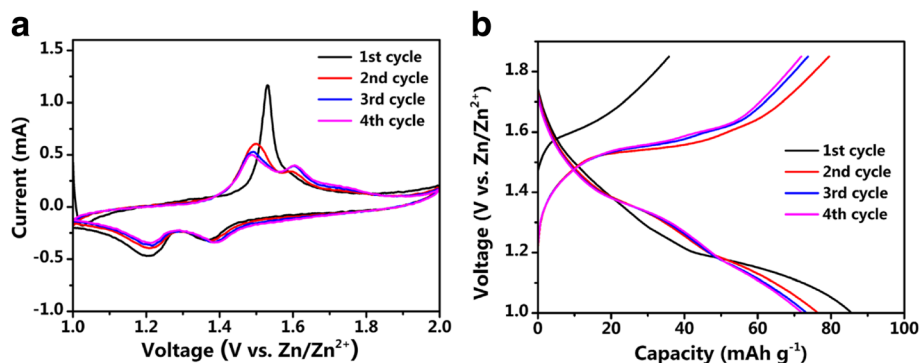 a
Current (mA)
1.5
1.0
0.5
0.0
-0.5
-1.0
1st cycle
2nd cycle
3rd cycle
4th cycle
1.0 1.2 1.4 1.6 1.8 2.0
Voltage (V vs. Zn/Zn²⁺)
b
Voltage (V vs. Zn/Zn²⁺)
1.8
1.6
1.4
1.2
1.0
1st cycle
2nd cycle
3rd cycle
4th cycle
0 20 40 60 80 100
Capacity (mAh g⁻¹)